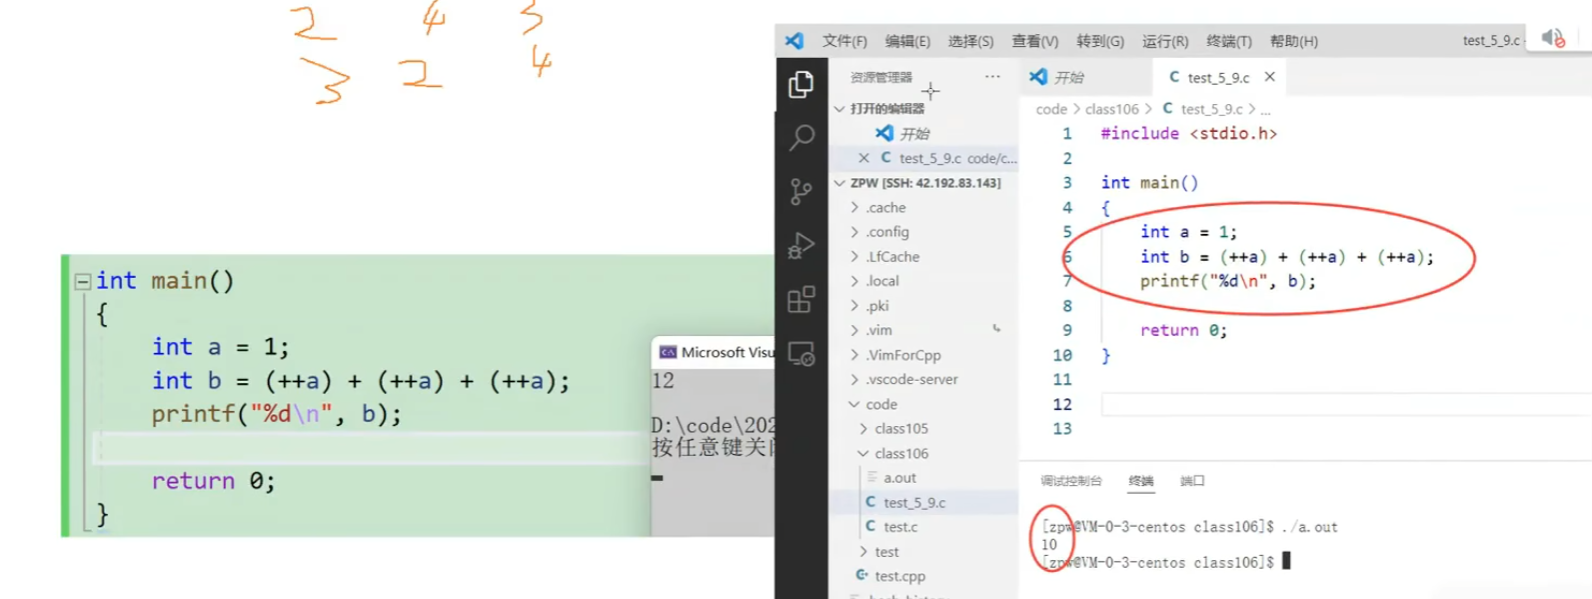 2 4 3
3 2 4
int main()
{
int a = 1;
int b = (++a) + (++a) + (++a);
printf("%d\n", b);
return 0;
}
Microsoft Visu
12
D:\code\202
按任意键关闭
文件(F) 编辑(E) 选择(S) 查看(V) 转到(G) 运行(R) 终端(T) 帮助(H) test_5_9.c -
资源管理器 ...
打开的编辑器
开始
C test_5_9.c code/c...
ZPW [SSH: 42.192.83.143]
.cache
.config
.LfCache
.local
.pki
.vim
.VimForCpp
.vscode-server
code
class105
class106
a.out
C test_5_9.c
C test.c
test
test.cpp
开始 C test_5_9.c
code > class106 > C test_5_9.c > ...
1 #include <stdio.h>
2
3 int main()
4 {
5 int a = 1;
6 int b = (++a) + (++a) + (++a);
7 printf("%d\n", b);
8
9 return 0;
10 }
11
12
13
调试控制台 终端 端口
[zpw@VM-0-3-centos class106]$ ./a.out
10
[zpw@VM-0-3-centos class106]$